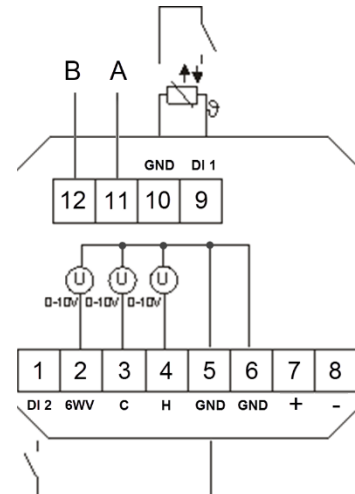 B A
ϑ
GND DI 1
12 11 10 9
U U U
0-10V 0-10V 0-10V
1 2 3 4 5 6 7 8
DI 2 6WV C H GND GND + -